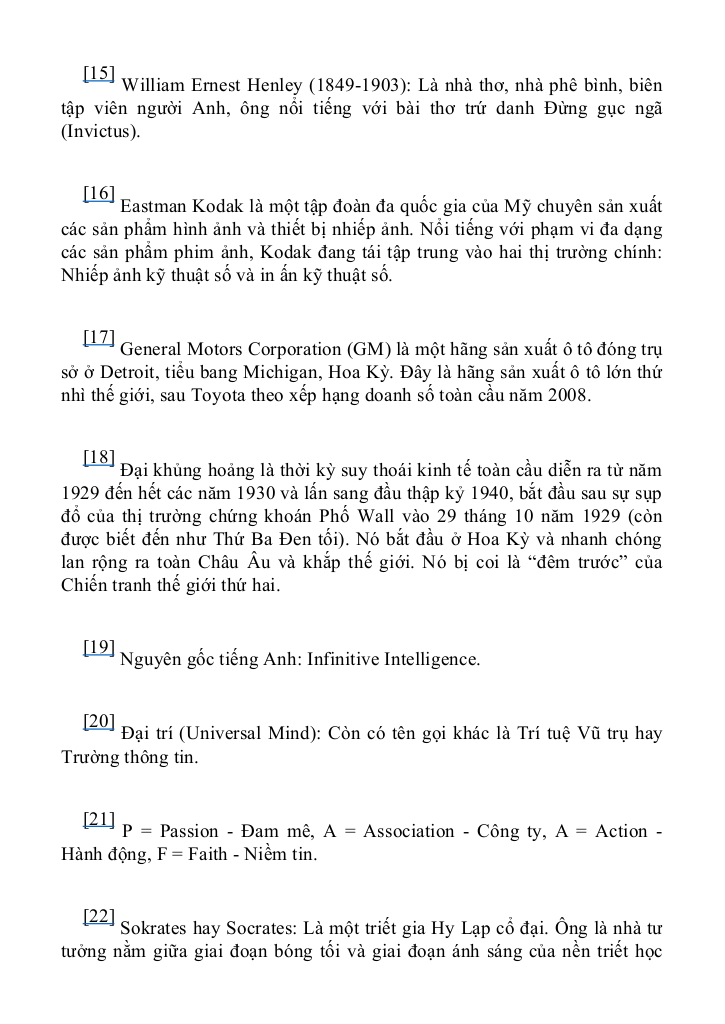 [15] William Ernest Henley (1849-1903): Là nhà thơ, nhà phê bình, biên
tập viên người Anh, ông nổi tiếng với bài thơ trứ danh Đừng gục ngã
(Invictus).
[16] Eastman Kodak là một tập đoàn đa quốc gia của Mỹ chuyên sản xuất
các sản phẩm hình ảnh và thiết bị nhiếp ảnh. Nổi tiếng với phạm vi đa dạng
các sản phẩm phim ảnh, Kodak đang tái tập trung vào hai thị trường chính:
Nhiếp ảnh kỹ thuật số và in ấn kỹ thuật số.
[17] General Motors Corporation (GM) là một hãng sản xuất ô tô đóng trụ
sở ở Detroit, tiểu bang Michigan, Hoa Kỳ. Đây là hãng sản xuất ô tô lớn thứ
nhì thế giới, sau Toyota theo xếp hạng doanh số toàn cầu năm 2008.
[18] Đại khủng hoảng là thời kỳ suy thoái kinh tế toàn cầu diễn ra từ năm
1929 đến hết các năm 1930 và lấn sang đầu thập kỷ 1940, bắt đầu sau sự sụp
đổ của thị trường chứng khoán Phố Wall vào 29 tháng 10 năm 1929 (còn
được biết đến như Thứ Ba Đen tối). Nó bắt đầu ở Hoa Kỳ và nhanh chóng
lan rộng ra toàn Châu Âu và khắp thế giới. Nó bị coi là “đêm trước” của
Chiến tranh thế giới thứ hai.
[19] Nguyên gốc tiếng Anh: Infinitive Intelligence.
[20] Đại trí (Universal Mind): Còn có tên gọi khác là Trí tuệ Vũ trụ hay
Trường thông tin.
[21] P = Passion - Đam mê, A = Association - Công ty, A = Action -
Hành động, F = Faith - Niềm tin.
[22] Sokrates hay Socrates: Là một triết gia Hy Lạp cổ đại. Ông là nhà tư
tưởng nằm giữa giai đoạn bóng tối và giai đoạn ánh sáng của nền triết học